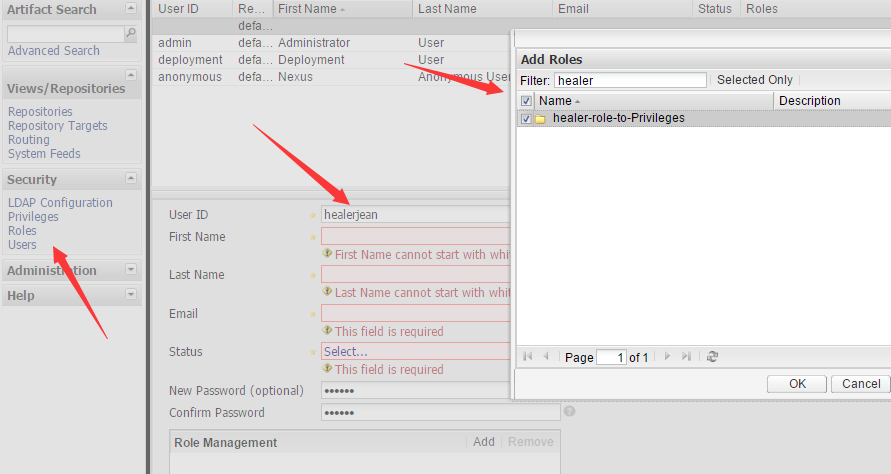 Artifact Search
Advanced Search
Views/Repositories
Repositories
Repository Targets
Routing
System Feeds
Security
LDAP Configuration
Privileges
Roles
Users
Administration
Help
User ID Re... First Name Last Name Email Status Roles
defa...
admin defa... Administrator User
deployment defa... Deployment User
anonymous defa... Nexus Anonymous User
User ID healerjean
First Name
First Name cannot start with whit
Last Name
Last Name cannot start with whit
Email
This field is required
Status Select...
This field is required
New Password (optional) ••••••
Confirm Password ••••••
Role Management Add Remove
Add Roles
Filter: healer Selected Only
Name Description
healer-role-to-Privileges
Page 1 of 1
OK Cancel